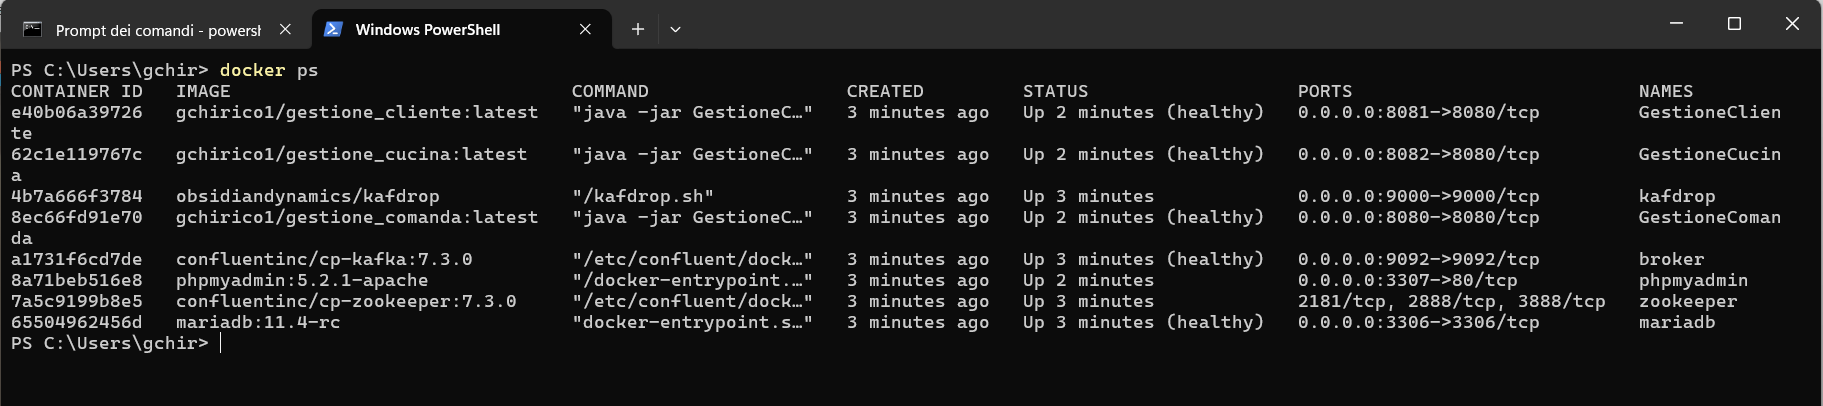 Prompt dei comandi - powersh
Windows PowerShell
PS C:\Users\gchir> docker ps
CONTAINER ID   IMAGE                               COMMAND                  CREATED         STATUS                   PORTS                        NAMES
e40b06a39726   gchirico1/gestione_cliente:latest   "java -jar GestioneC…"   3 minutes ago   Up 2 minutes (healthy)   0.0.0.0:8081->8080/tcp       GestioneClien
te
62c1e119767c   gchirico1/gestione_cucina:latest    "java -jar GestioneC…"   3 minutes ago   Up 2 minutes (healthy)   0.0.0.0:8082->8080/tcp       GestioneCucin
a
4b7a666f3784   obsidiandynamics/kafdrop            "/kafdrop.sh"            3 minutes ago   Up 3 minutes             0.0.0.0:9000->9000/tcp       kafdrop
8ec66fd91e70   gchirico1/gestione_comanda:latest   "java -jar GestioneC…"   3 minutes ago   Up 2 minutes (healthy)   0.0.0.0:8080->8080/tcp       GestioneComan
da
a1731f6cd7de   confluentinc/cp-kafka:7.3.0         "/etc/confluent/dock…"   3 minutes ago   Up 3 minutes (healthy)   0.0.0.0:9092->9092/tcp       broker
8a71beb516e8   phpmyadmin:5.2.1-apache             "/docker-entrypoint.…"   3 minutes ago   Up 2 minutes             0.0.0.0:3307->80/tcp         phpmyadmin
7a5c9199b8e5   confluentinc/cp-zookeeper:7.3.0     "/etc/confluent/dock…"   3 minutes ago   Up 3 minutes             2181/tcp, 2888/tcp, 3888/tcp   zookeeper
65504962456d   mariadb:11.4-rc                     "docker-entrypoint.s…"   3 minutes ago   Up 3 minutes (healthy)   0.0.0.0:3306->3306/tcp       mariadb
PS C:\Users\gchir>